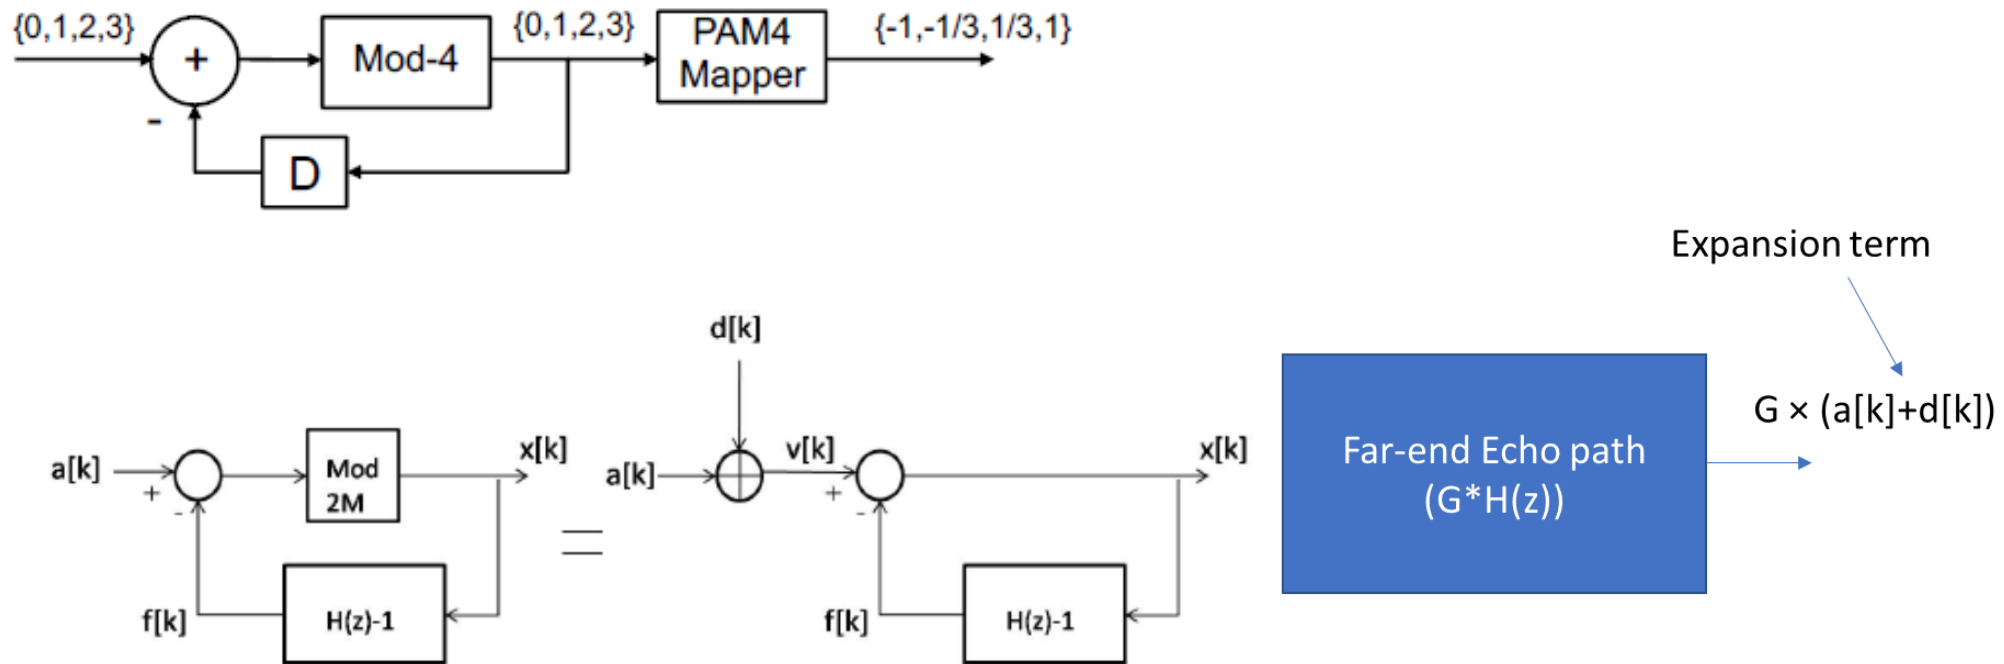 {0,1,2,3}
+
-
Mod-4
{0,1,2,3}
D
PAM4
Mapper
{-1,-1/3,1/3,1}
a[k]
+
-
Mod
2M
x[k]
f[k]
H(z)-1
=
d[k]
a[k]
v[k]
+
-
x[k]
f[k]
H(z)-1
Far-end Echo path
(G*H(z))
Expansion term
G × (a[k]+d[k])